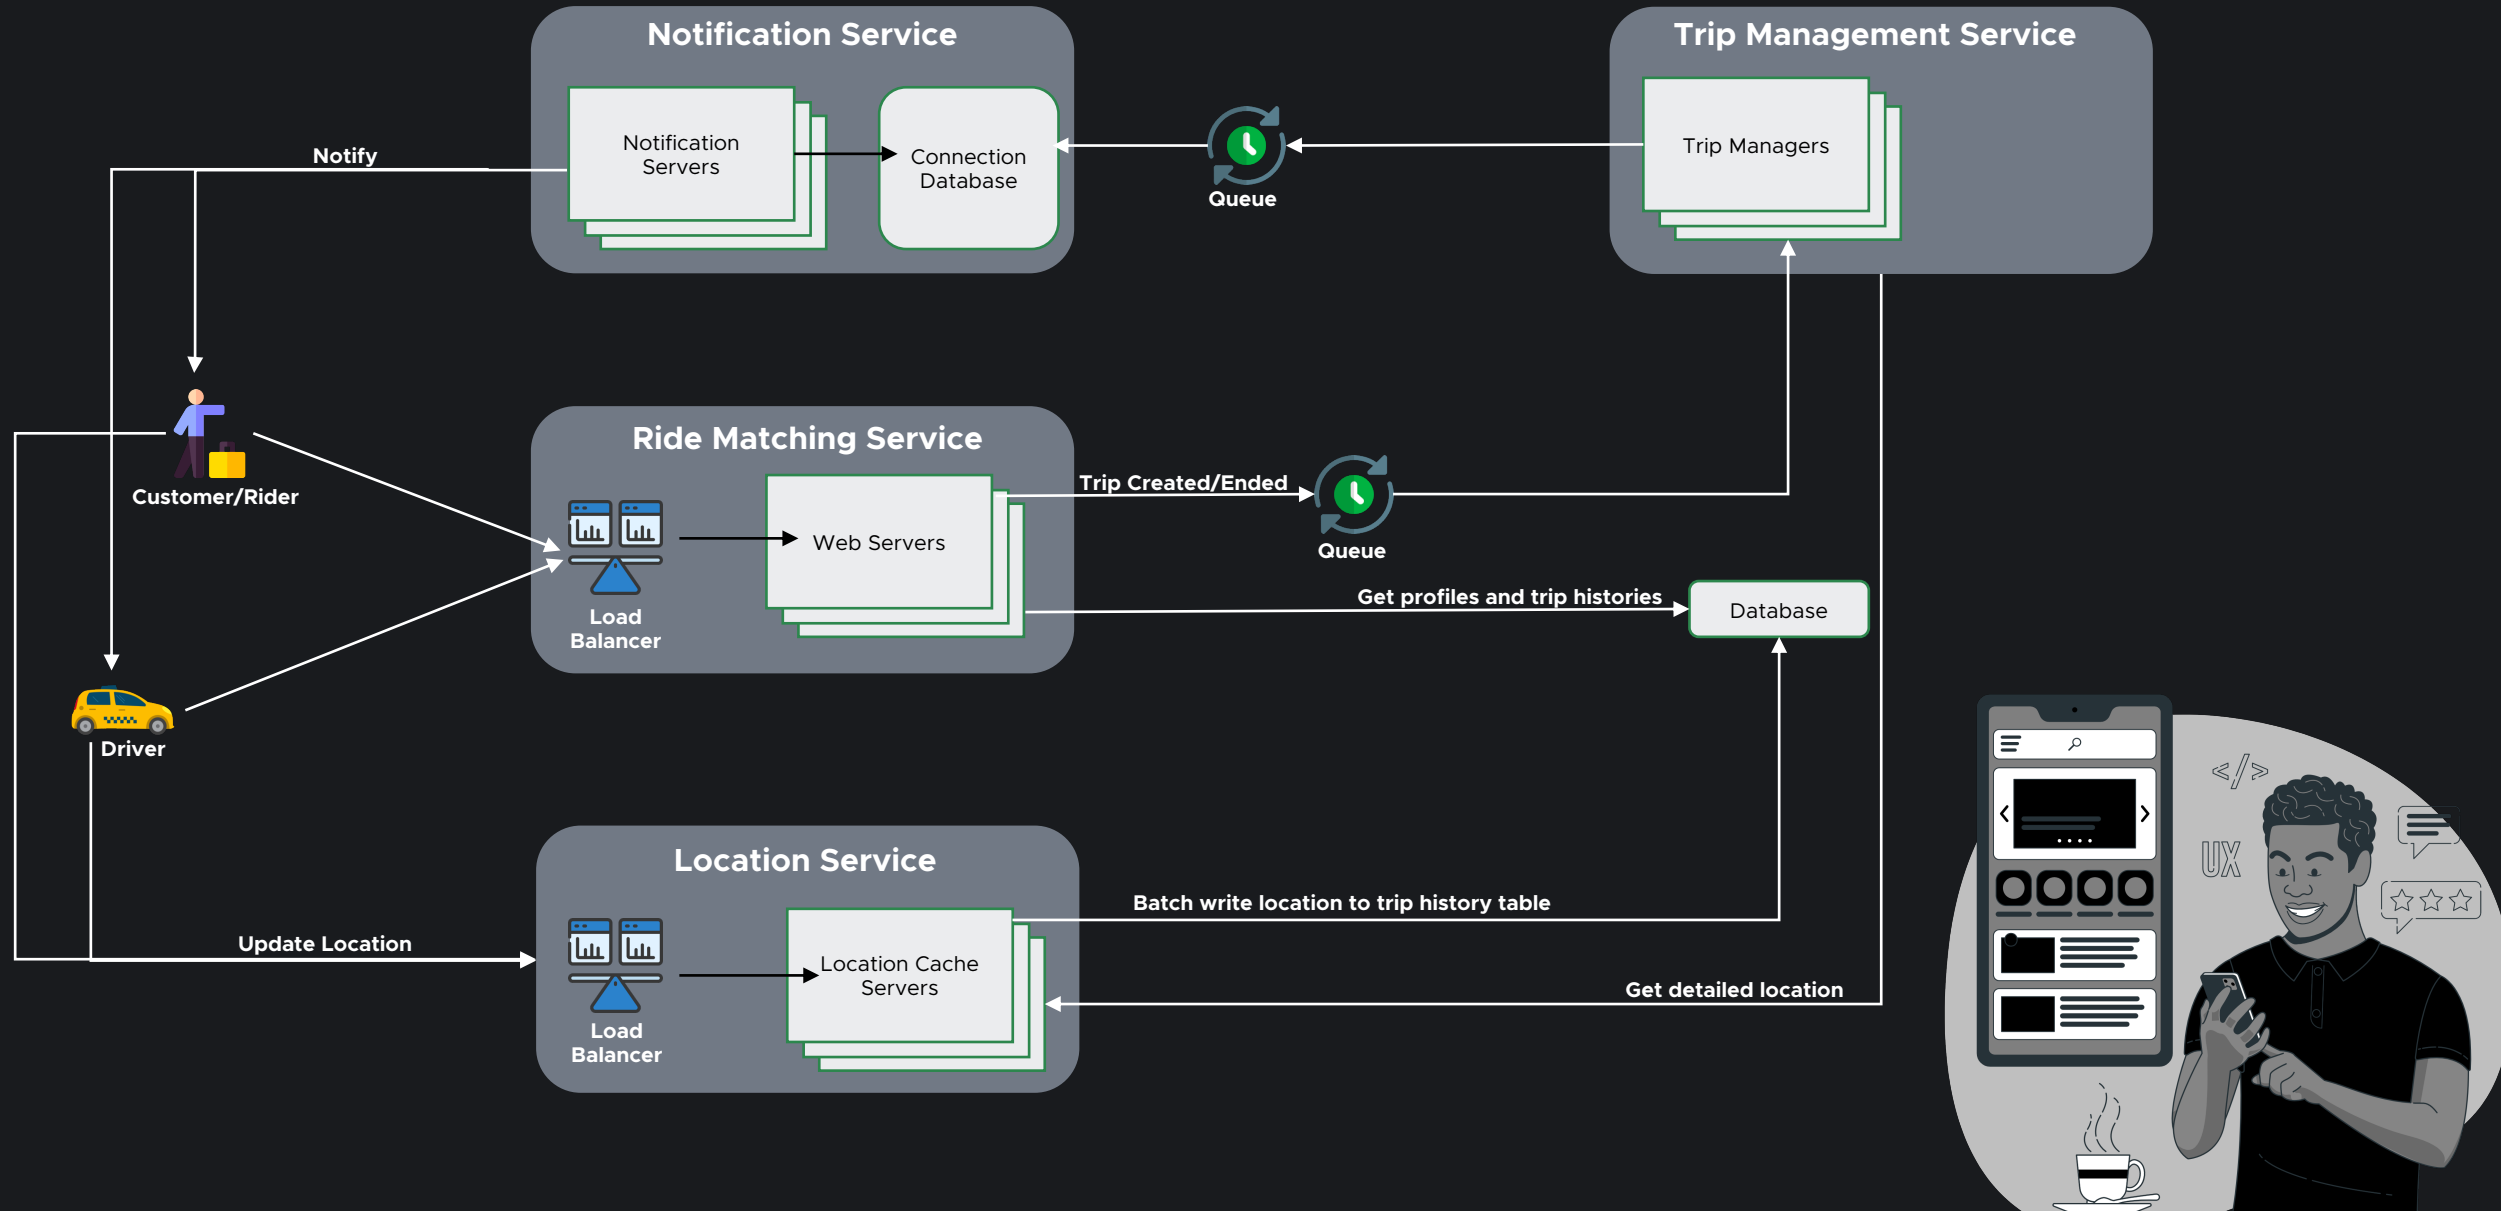 Notification Service
Trip Management Service
Notification
Servers
Connection
Database
Trip Managers
Notify
Queue
Customer/Rider
Ride Matching Service
Load
Balancer
Web Servers
Trip Created/Ended
Queue
Get profiles and trip histories
Database
Driver
Location Service
Update Location
Load
Balancer
Location Cache
Servers
Batch write location to trip history table
Get detailed location
</>
UX